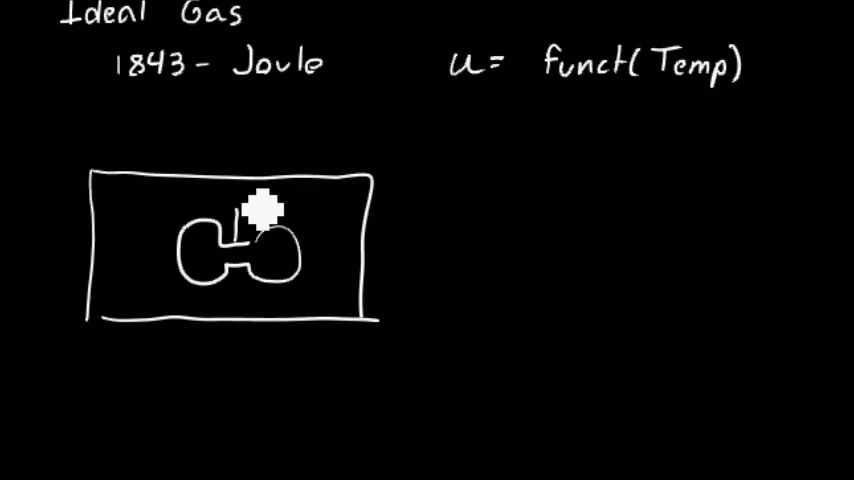 Ideal Gas
1843 - Joule u= funct(Temp)